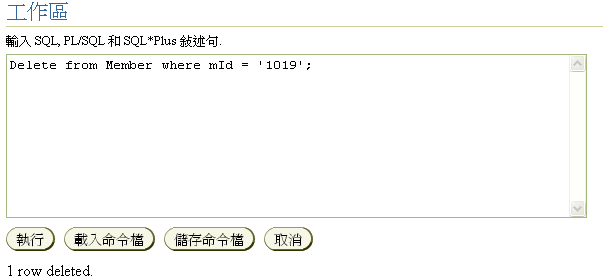 工作區
輸入 SQL, PL/SQL 和 SQL*Plus 敘述句.
Delete from Member where mId = '1019';
執行 載入命令檔 儲存命令檔 取消
1 row deleted.